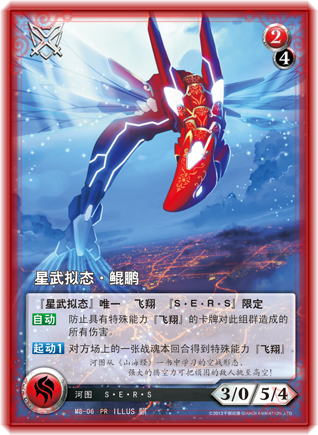 2
4
星武拟态·鲲鹏
『星武拟态』唯一 飞翔 『S·E·R·S』限定
自动 防止具有特殊能力『飞翔』的卡牌对此组群造成的
所有伤害。
起动1 对方场上的一张战魂本回合得到特殊能力『飞翔』
河图从《山海经》一书中学习的空战形态，
强大的滞空力可把顽固的敌人挑至高空！
河图 S·E·R·S
MB-06 PR ILLUS
3/0 5/4